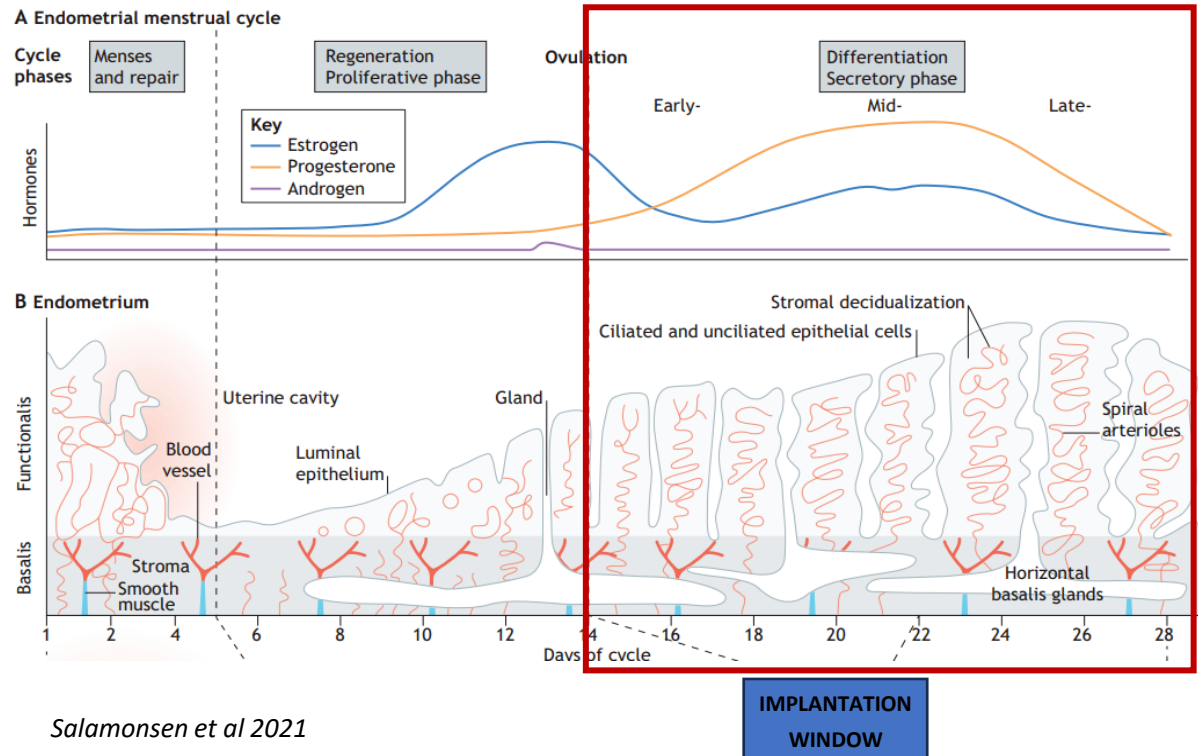 A Endometrial menstrual cycle
Cycle
phases
Menses
and repair
Regeneration
Proliferative phase
Ovulation
Differentiation
Secretory phase
Early-
Mid-
Late-
Hormones
Key
Estrogen
Progesterone
Androgen
B Endometrium
Functionalis
Basalis
Stromal decidualization
Ciliated and unciliated epithelial cells
Uterine cavity
Gland
Blood
vessel
Luminal
epithelium
Spiral
arterioles
Stroma
Smooth
muscle
Horizontal
basalis glands
1 2 4 6 8 10 12 14 16 18 20 22 24 26 28
Days of cycle
Salamonsen et al 2021
IMPLANTATION
WINDOW